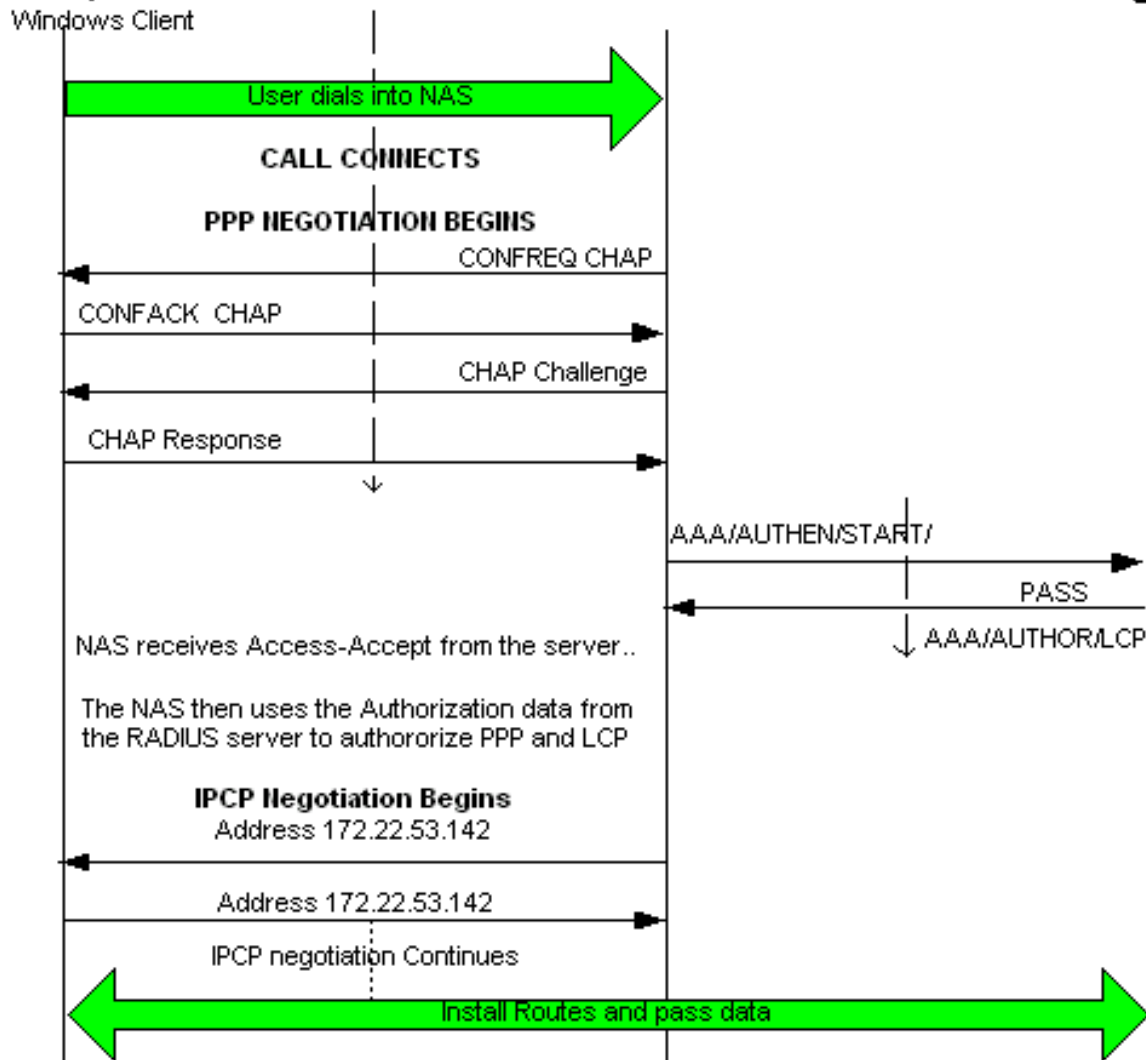 Windows Client
User dials into NAS
CALL CONNECTS
PPP NEGOTIATION BEGINS
CONFREQ CHAP
CONFACK CHAP
CHAP Challenge
CHAP Response
AAA/AUTHEN/START/
PASS
AAA/AUTHOR/LCP
NAS receives Access-Accept from the server..
The NAS then uses the Authorization data from
the RADIUS server to authororize PPP and LCP
IPCP Negotiation Begins
Address 172.22.53.142
Address 172.22.53.142
IPCP negotiation Continues
Install Routes and pass data